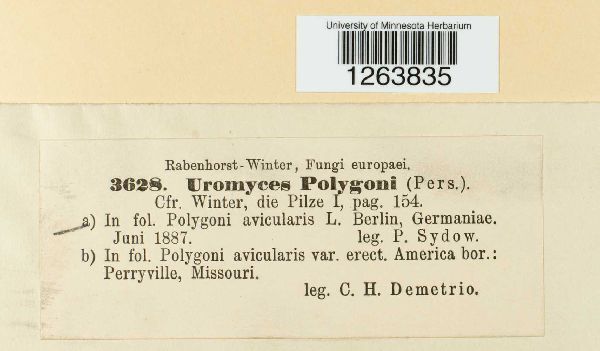 University of Minnesota Herbarium
1263835
Rabenhorst-Winter, Fungi europaei.
3628. Uromyces Polygoni (Pers.).
Cfr. Winter, die Pilze I, pag. 154.
a) In fol. Polygoni avicularis L. Berlin, Germaniae.
Juni 1887. leg. P. Sydow.
b) In fol. Polygoni avicularis var. erect. America bor.:
Perryville, Missouri.
leg. C. H. Demetrio.